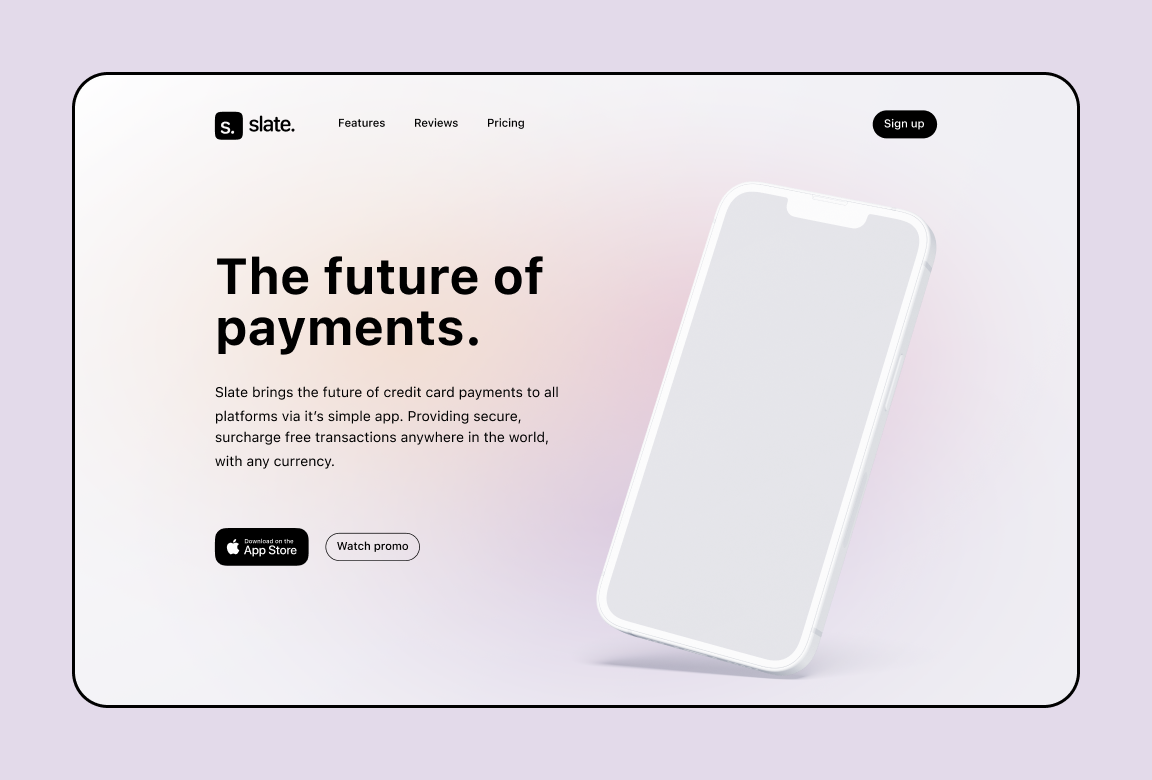 s. slate.
Features
Reviews
Pricing
Sign up
The future of
payments.
Slate brings the future of credit card payments to all
platforms via it’s simple app. Providing secure,
surcharge free transactions anywhere in the world,
with any currency.
Download on the
App Store
Watch promo